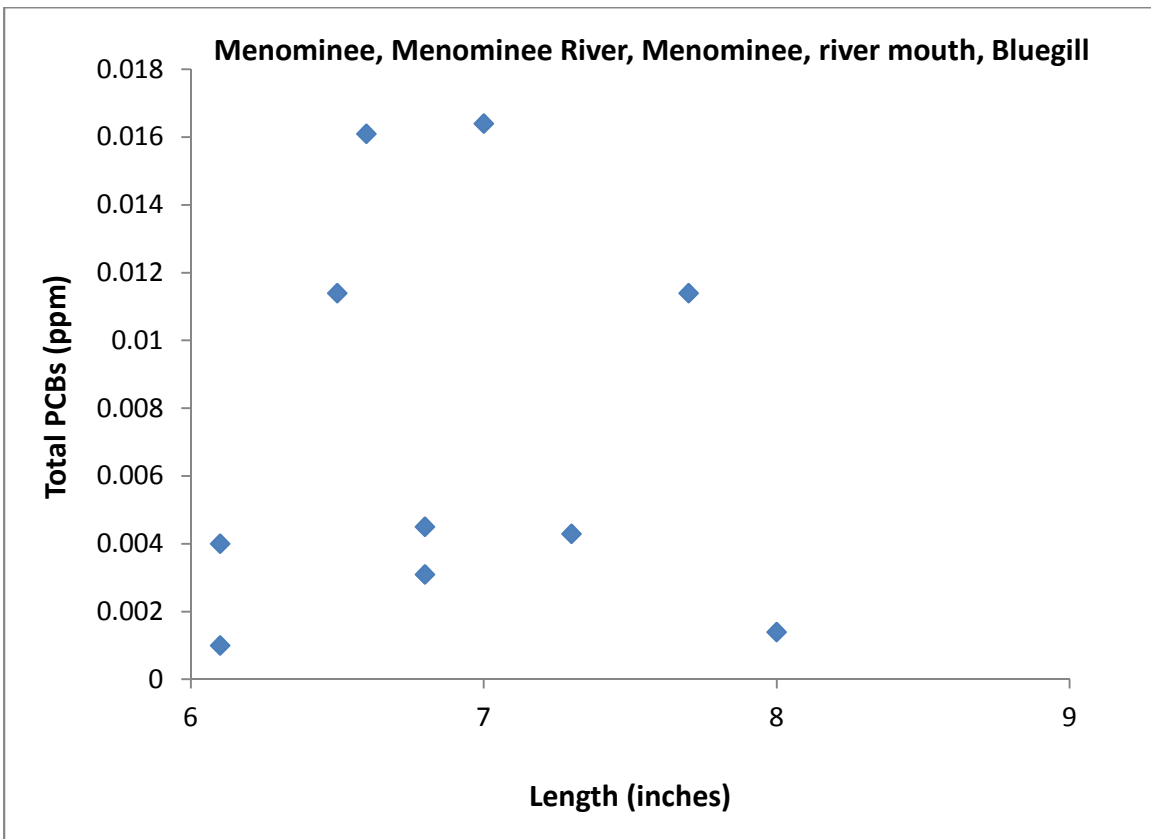 Menominee, Menominee River, Menominee, river mouth, Bluegill
0.018
0.016
0.014
0.012
0.01
0.008
0.006
0.004
0.002
0
Total PCBs (ppm)
6 7 8 9
Length (inches)